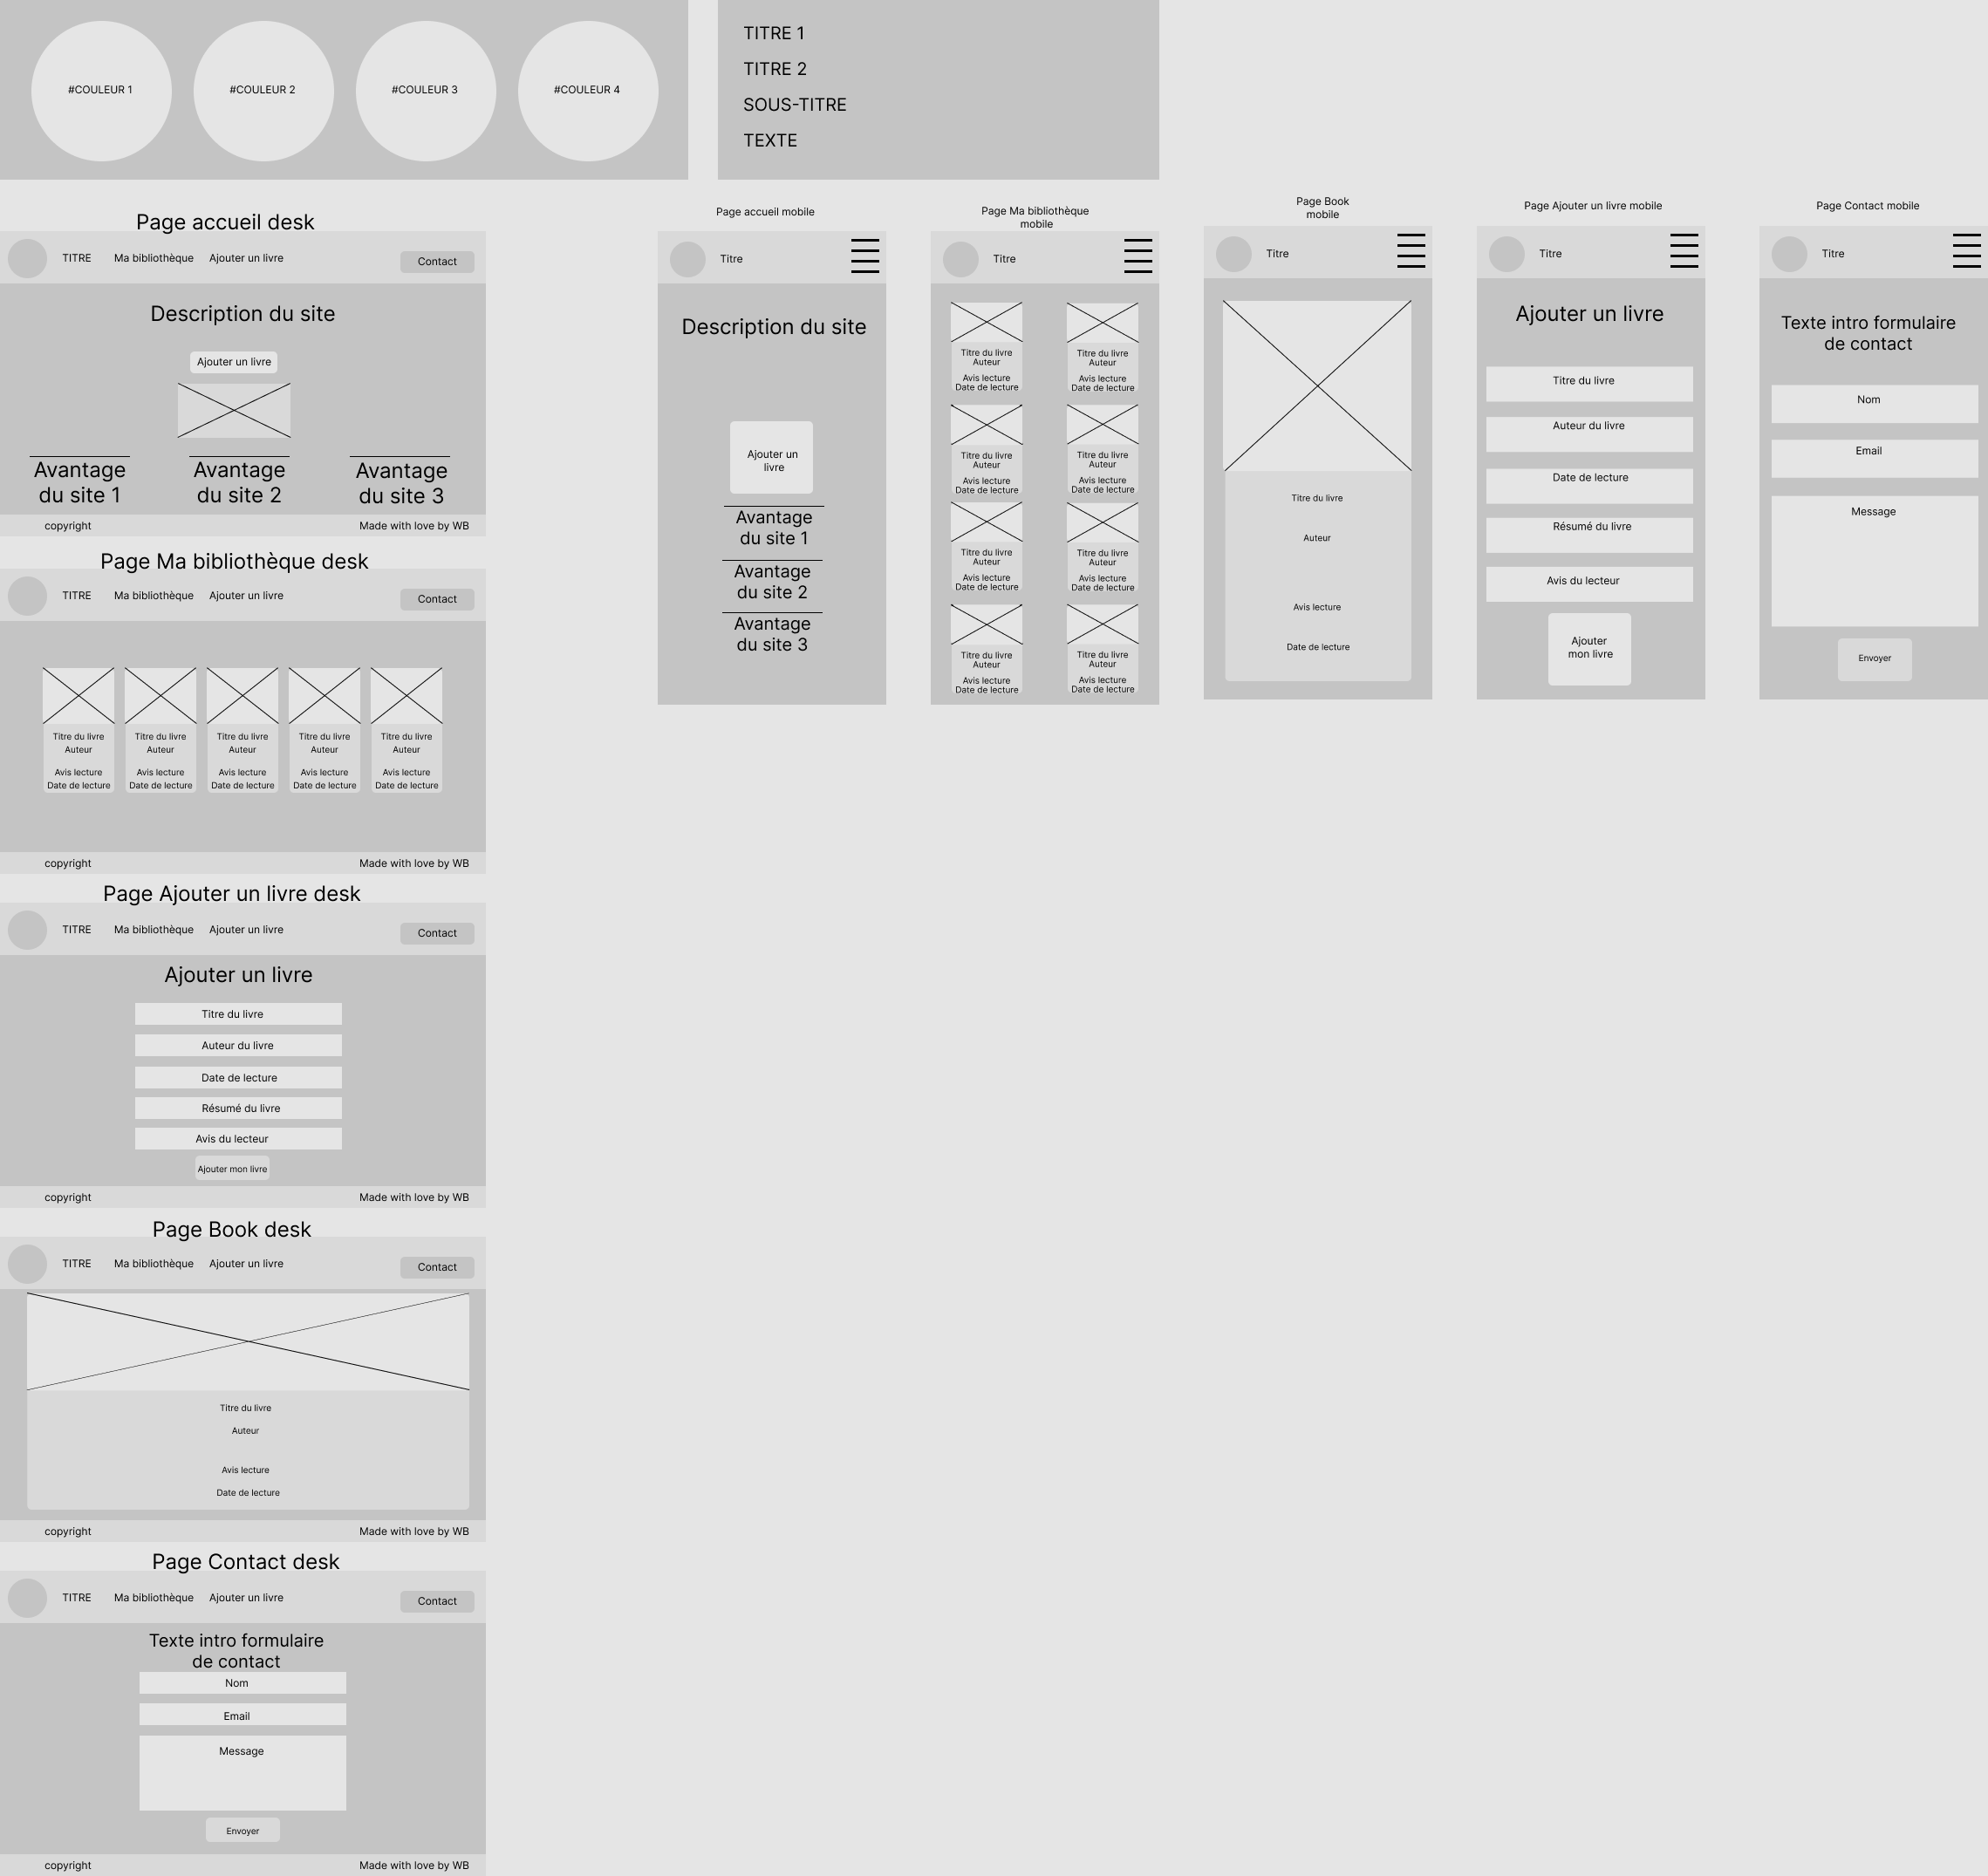 #COULEUR 1
#COULEUR 2
#COULEUR 3
#COULEUR 4
TITRE 1
TITRE 2
SOUS-TITRE
TEXTE
Page accueil desk
TITRE
Ma bibliothèque
Ajouter un livre
Contact
Description du site
Ajouter un livre
Avantage
du site 1
Avantage
du site 2
Avantage
du site 3
copyright
Made with love by WB
Page Ma bibliothèque desk
TITRE
Ma bibliothèque
Ajouter un livre
Contact
Titre du livre
Auteur
Avis lecture
Date de lecture
Titre du livre
Auteur
Avis lecture
Date de lecture
Titre du livre
Auteur
Avis lecture
Date de lecture
Titre du livre
Auteur
Avis lecture
Date de lecture
Titre du livre
Auteur
Avis lecture
Date de lecture
copyright
Made with love by WB
Page Ajouter un livre desk
TITRE
Ma bibliothèque
Ajouter un livre
Contact
Ajouter un livre
Titre du livre
Auteur du livre
Date de lecture
Résumé du livre
Avis du lecteur
Ajouter mon livre
copyright
Made with love by WB
Page Book desk
TITRE
Ma bibliothèque
Ajouter un livre
Contact
Titre du livre
Auteur
Avis lecture
Date de lecture
copyright
Made with love by WB
Page Contact desk
TITRE
Ma bibliothèque
Ajouter un livre
Contact
Texte intro formulaire
de contact
Nom
Email
Message
Envoyer
copyright
Made with love by WB
Page accueil mobile
Titre
Description du site
Ajouter un
livre
Avantage
du site 1
Avantage
du site 2
Avantage
du site 3
Page Ma bibliothèque
mobile
Titre
Titre du livre
Auteur
Avis lecture
Date de lecture
Titre du livre
Auteur
Avis lecture
Date de lecture
Titre du livre
Auteur
Avis lecture
Date de lecture
Titre du livre
Auteur
Avis lecture
Date de lecture
Titre du livre
Auteur
Avis lecture
Date de lecture
Titre du livre
Auteur
Avis lecture
Date de lecture
Titre du livre
Auteur
Avis lecture
Date de lecture
Titre du livre
Auteur
Avis lecture
Date de lecture
Page Book
mobile
Titre
Titre du livre
Auteur
Avis lecture
Date de lecture
Page Ajouter un livre mobile
Titre
Ajouter un livre
Titre du livre
Auteur du livre
Date de lecture
Résumé du livre
Avis du lecteur
Ajouter
mon livre
Page Contact mobile
Titre
Texte intro formulaire
de contact
Nom
Email
Message
Envoyer